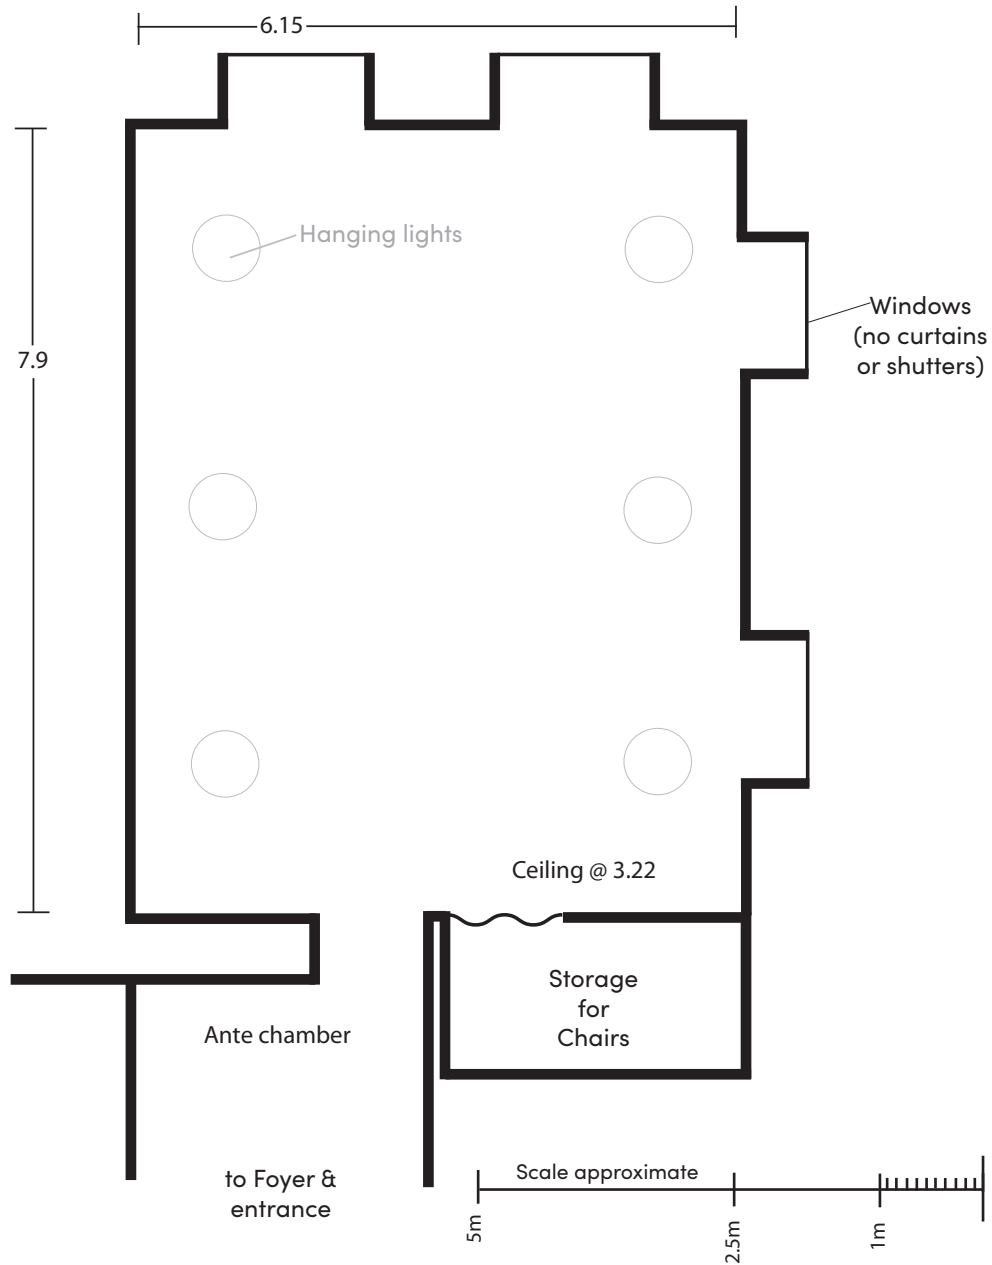 6.15
Hanging lights
Windows
(no curtains
or shutters)
7.9
Ceiling @ 3.22
Storage
for
Chairs
Ante chamber
to Foyer &
entrance
Scale approximate
5m
2.5m
1m